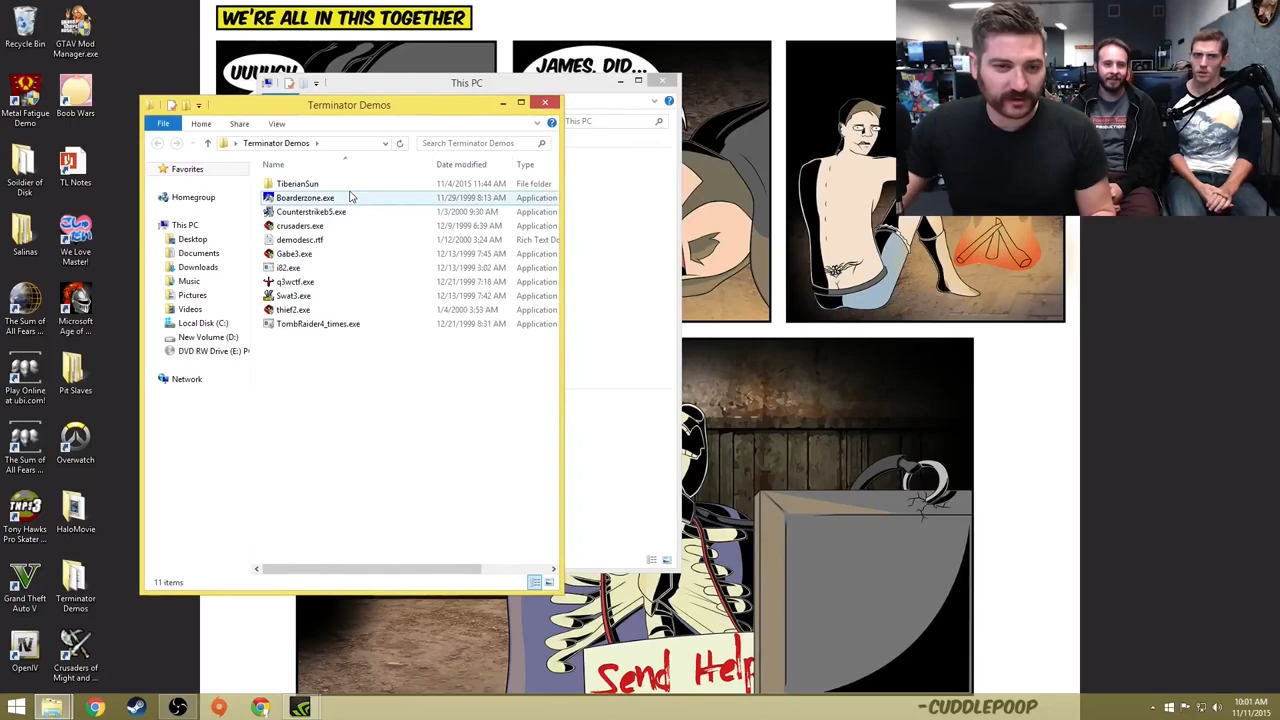 WE'RE ALL IN THIS TOGETHER
UUUUGH
JAMES, DID...
Recycle Bin
GTAV Mod Manager.exe
Metal Fatigue Demo
Boob Wars
Soldier of
TL Notes
Salinas
We Love Master!
The Sum of All Fears ...
Microsoft Age of ...
Play Online at ubi.com!
Pit Slaves
The Sum of All Fears ...
Overwatch
Tony Hawks Pro Skater ...
HaloMovie
Grand Theft Auto V
Terminator Demos
OpenIV
Crusaders of Might and ...
This PC
This PC
Terminator Demos
File Home Share View
Terminator Demos
Search Terminator Demos
Name Date modified Type
Favorites
Homegroup
This PC
Desktop
Documents
Downloads
Music
Pictures
Videos
Local Disk (C:)
New Volume (D:)
DVD RW Drive (E:) P
Network
TiberianSun 11/4/2015 11:44 AM File folder
Boarderzone.exe 11/29/1999 8:13 AM Application
Counterstrikeb5.exe 1/3/2000 9:30 AM Application
crusaders.exe 12/9/1999 6:39 AM Application
demodesc.rtf 1/12/2000 3:24 AM Rich Text Do
Gabe3.exe 12/13/1999 7:45 AM Application
i82.exe 12/13/1999 3:02 AM Application
q3wctf.exe 12/21/1999 7:18 AM Application
Swat3.exe 12/13/1999 7:42 AM Application
thief2.exe 1/4/2000 3:53 AM Application
TombRaider4_times.exe 12/21/1999 8:31 AM Application
11 items
Send Help
-CUDDLEPOOP
10:01 AM
11/11/2015